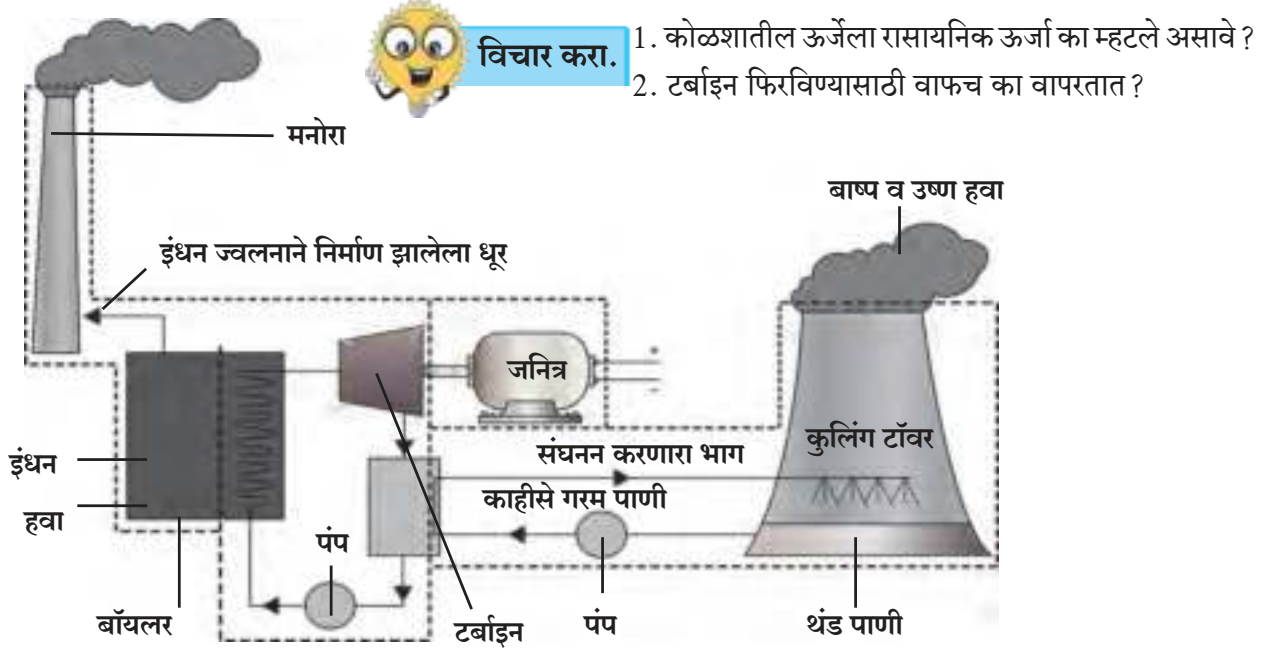 विचार करा.
1. कोळशातील ऊर्जेला रासायनिक ऊर्जा का म्हटले असावे ?
2. टर्बाइन फिरविण्यासाठी वाफच का वापरतात ?
मनोरा
बाष्प व उष्ण हवा
इंधन ज्वलनाने निर्माण झालेला धूर
जनित्र
कुलिंग टॉवर
संघनन करणारा भाग
इंधन
काहीसे गरम पाणी
हवा
पंप
बॉयलर
टर्बाइन
पंप
थंड पाणी